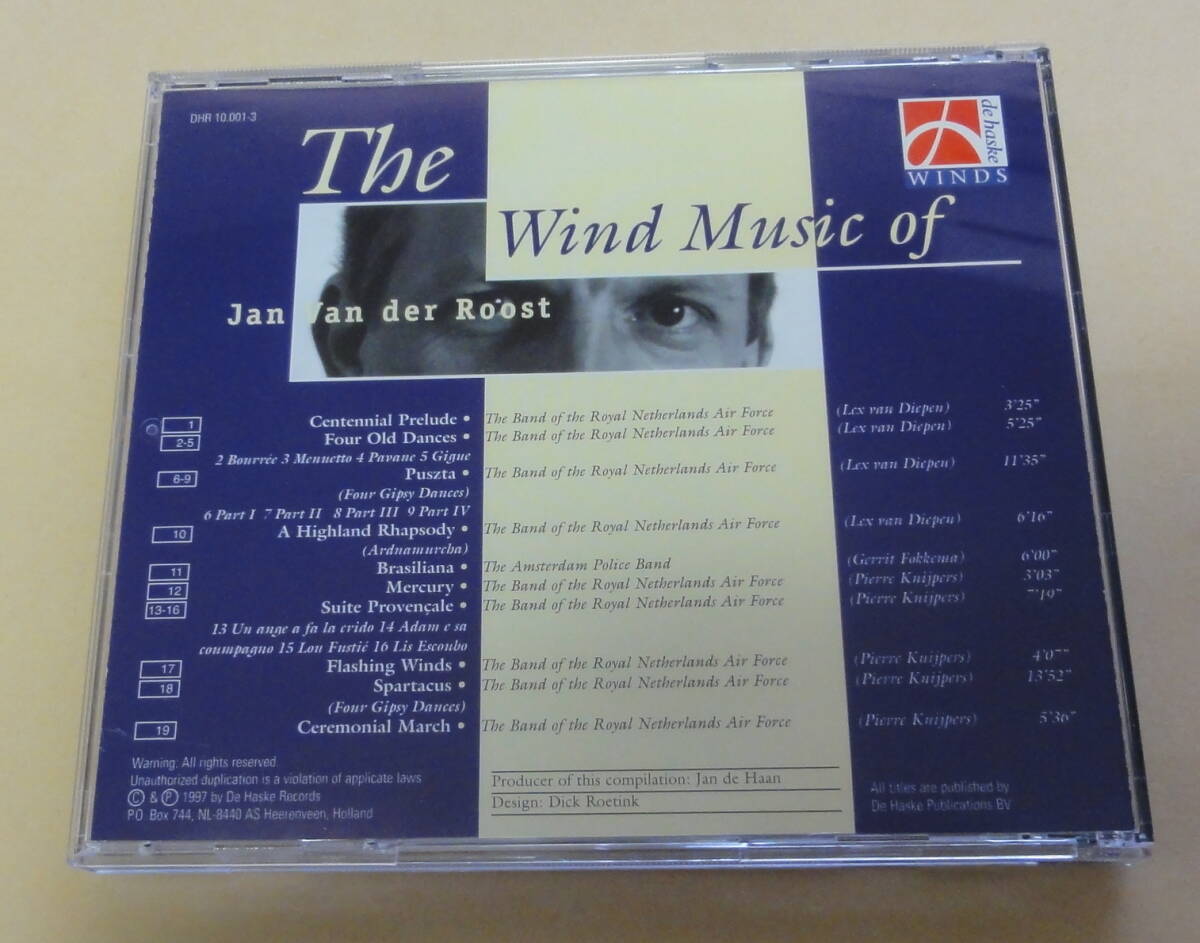 DHR 10.001-3
The
Wind Music of
Jan Van der Roost
de haske
WINDS
1 Centennial Prelude • The Band of the Royal Netherlands Air Force (Lex van Diepen) 3'25"
2-5 Four Old Dances • The Band of the Royal Netherlands Air Force (Lex van Diepen) 5'25"
2 Bourrée 3 Menuetto 4 Pavane 5 Gigue
6-9 Puszta • The Band of the Royal Netherlands Air Force (Lex van Diepen) 11'35"
(Four Gipsy Dances)
6 Part I 7 Part II 8 Part III 9 Part IV
10 A Highland Rhapsody • The Band of the Royal Netherlands Air Force (Lex van Diepen) 6'16"
(Ardnamurcha)
11 Brasiliana • The Amsterdam Police Band (Gerrit Fokkema) 6'00"
12 Mercury • The Band of the Royal Netherlands Air Force (Pierre Kuijpers) 3'03"
13-16 Suite Provençale • The Band of the Royal Netherlands Air Force (Pierre Kuijpers) 7'19"
13 Un ange a fa la crido 14 Adam e sa
coumpagno 15 Lou Fustié 16 Lis Escoubo
17 Flashing Winds • The Band of the Royal Netherlands Air Force (Pierre Kuijpers) 4'07"
18 Spartacus • The Band of the Royal Netherlands Air Force (Pierre Kuijpers) 13'52"
(Four Gipsy Dances)
19 Ceremonial March • The Band of the Royal Netherlands Air Force (Pierre Kuijpers) 5'36"
Warning: All rights reserved.
Unauthorized duplication is a violation of applicate laws
© & ℗ 1997 by De Haske Records
PO Box 744, NL-8440 AS Heerenveen, Holland
Producer of this compilation: Jan de Haan
Design: Dick Roetink
All titles are published by
De Haske Publications BV